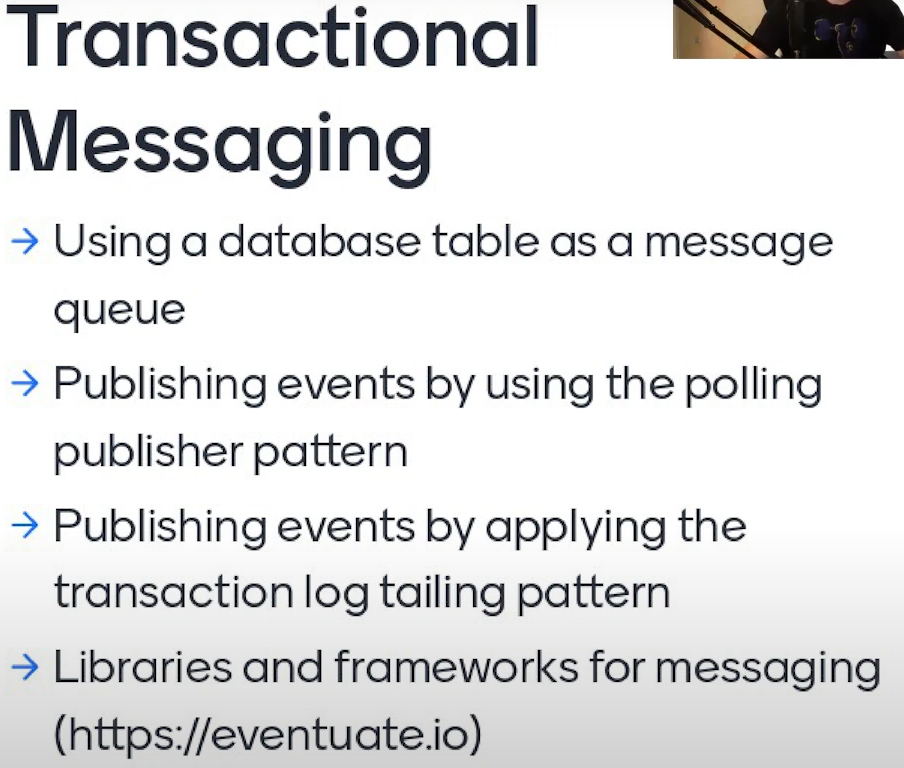 Transactional
Messaging
→ Using a database table as a message
queue
→ Publishing events by using the polling
publisher pattern
→ Publishing events by applying the
transaction log tailing pattern
→ Libraries and frameworks for messaging
(https://eventuate.io)